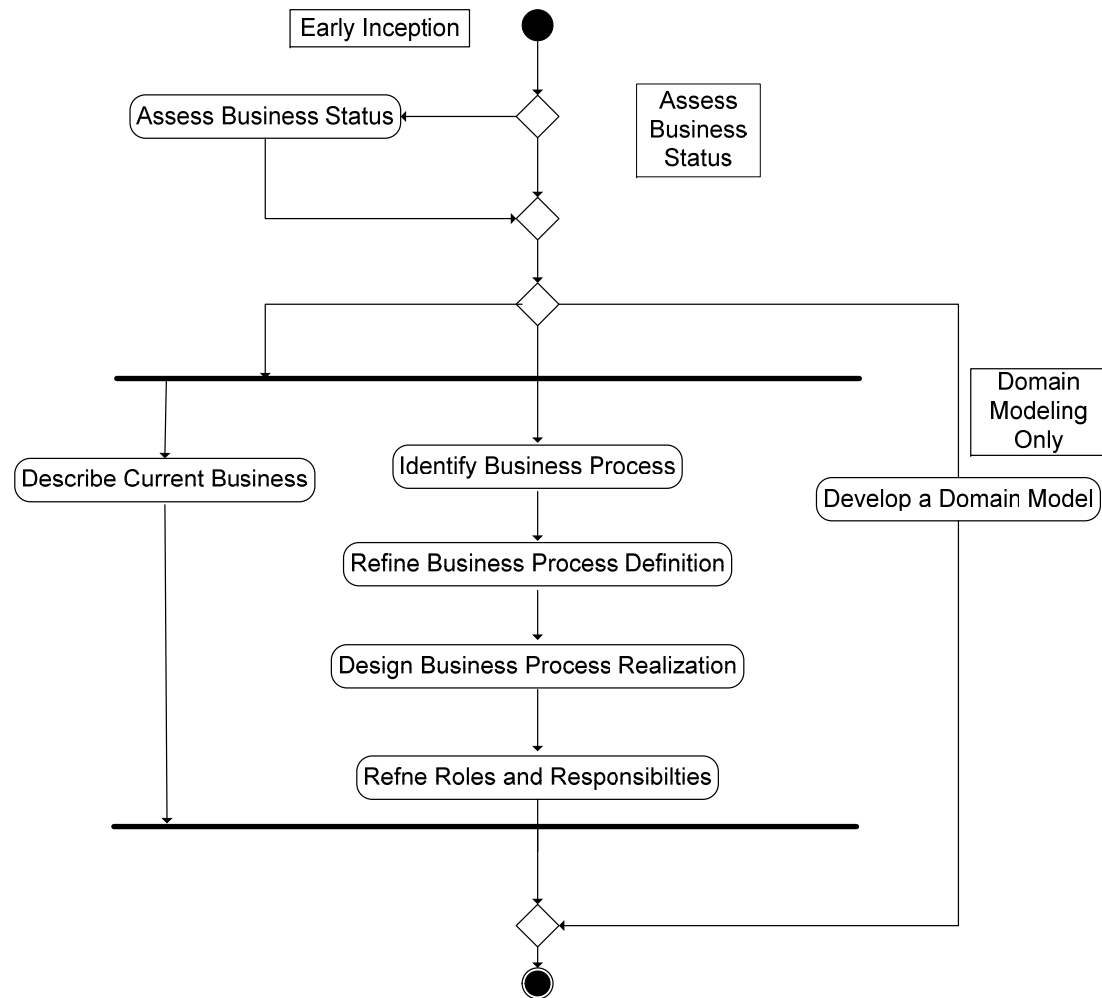 Early Inception
Assess Business Status
Assess
Business
Status
Domain
Modeling
Only
Describe Current Business
Identify Business Process
Develop a Domain Model
Refine Business Process Definition
Design Business Process Realization
Refne Roles and Responsibilties